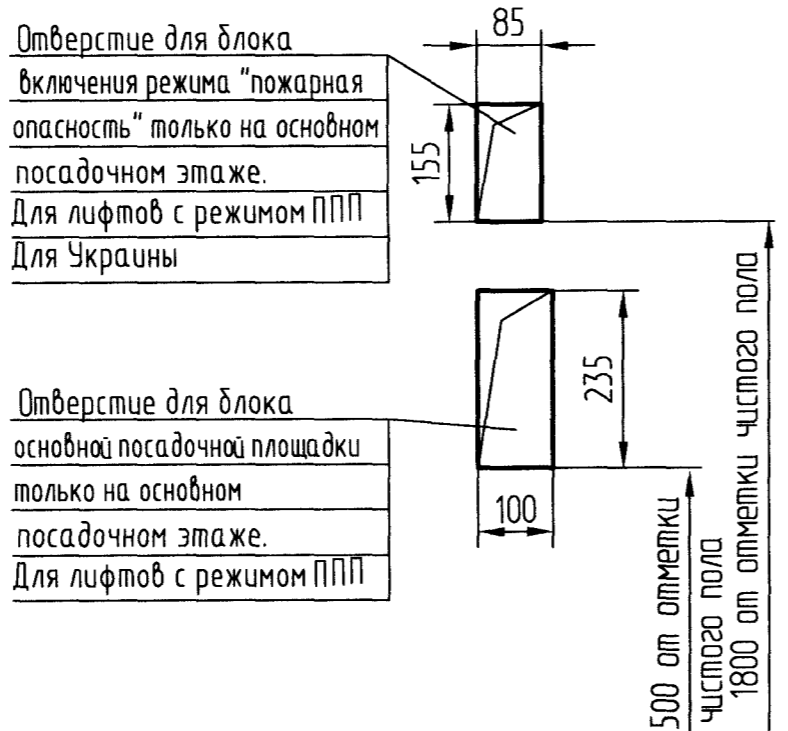 Отверстие для блока
включения режима "пожарная
опасность" только на основном
посадочном этаже.
Для лифтов с режимом ППП
Для Украины
85
155
Отверстие для блока
основной посадочной площадки
только на основном
посадочном этаже.
Для лифтов с режимом ППП
235
100
500 от отметки
чистого пола
1800 от отметки чистого пола